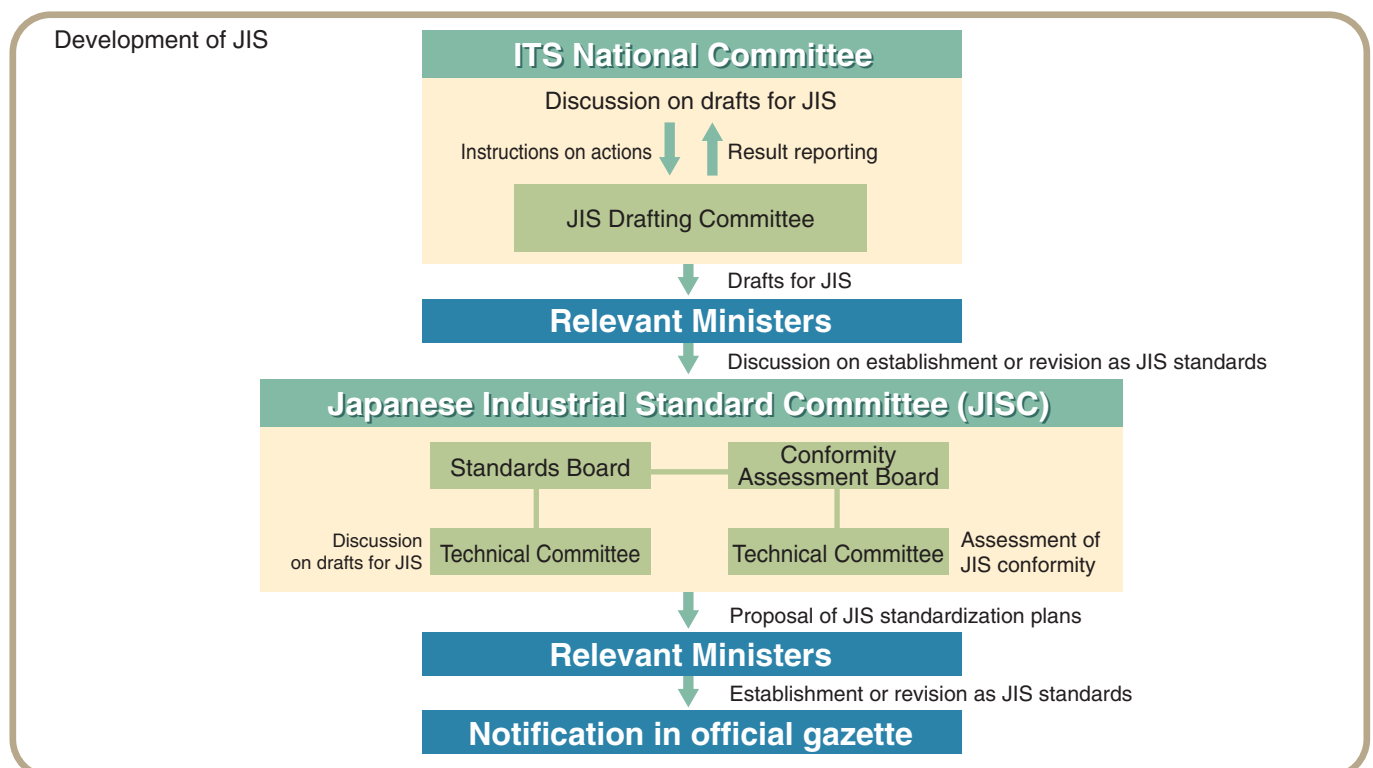 Development of JIS
ITS National Committee
Discussion on drafts for JIS
Instructions on actions
Result reporting
JIS Drafting Committee
Drafts for JIS
Relevant Ministers
Discussion on establishment or revision as JIS standards
Japanese Industrial Standard Committee (JISC)
Standards Board
Conformity
Assessment Board
Discussion
on drafts for JIS
Technical Committee
Technical Committee
Assessment of
JIS conformity
Proposal of JIS standardization plans
Relevant Ministers
Establishment or revision as JIS standards
Notification in official gazette